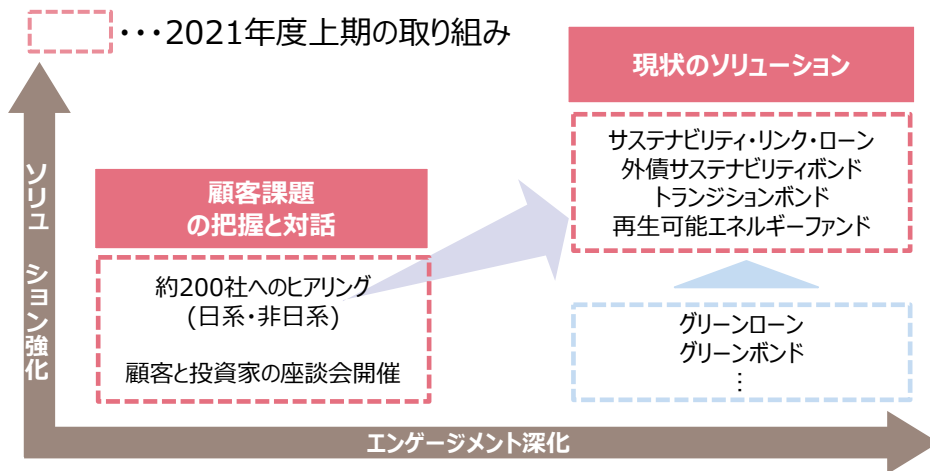 ・・・2021年度上期の取り組み
現状のソリューション
サステナビリティ・リンク・ローン
外債サステナビリティボンド
トランジションボンド
再生可能エネルギーファンド
顧客課題
の把握と対話
約200社へのヒアリング
(日系・非日系)
顧客と投資家の座談会開催
グリーンローン
グリーンボンド
⋮
ソリュ ション強化
エンゲージメント深化